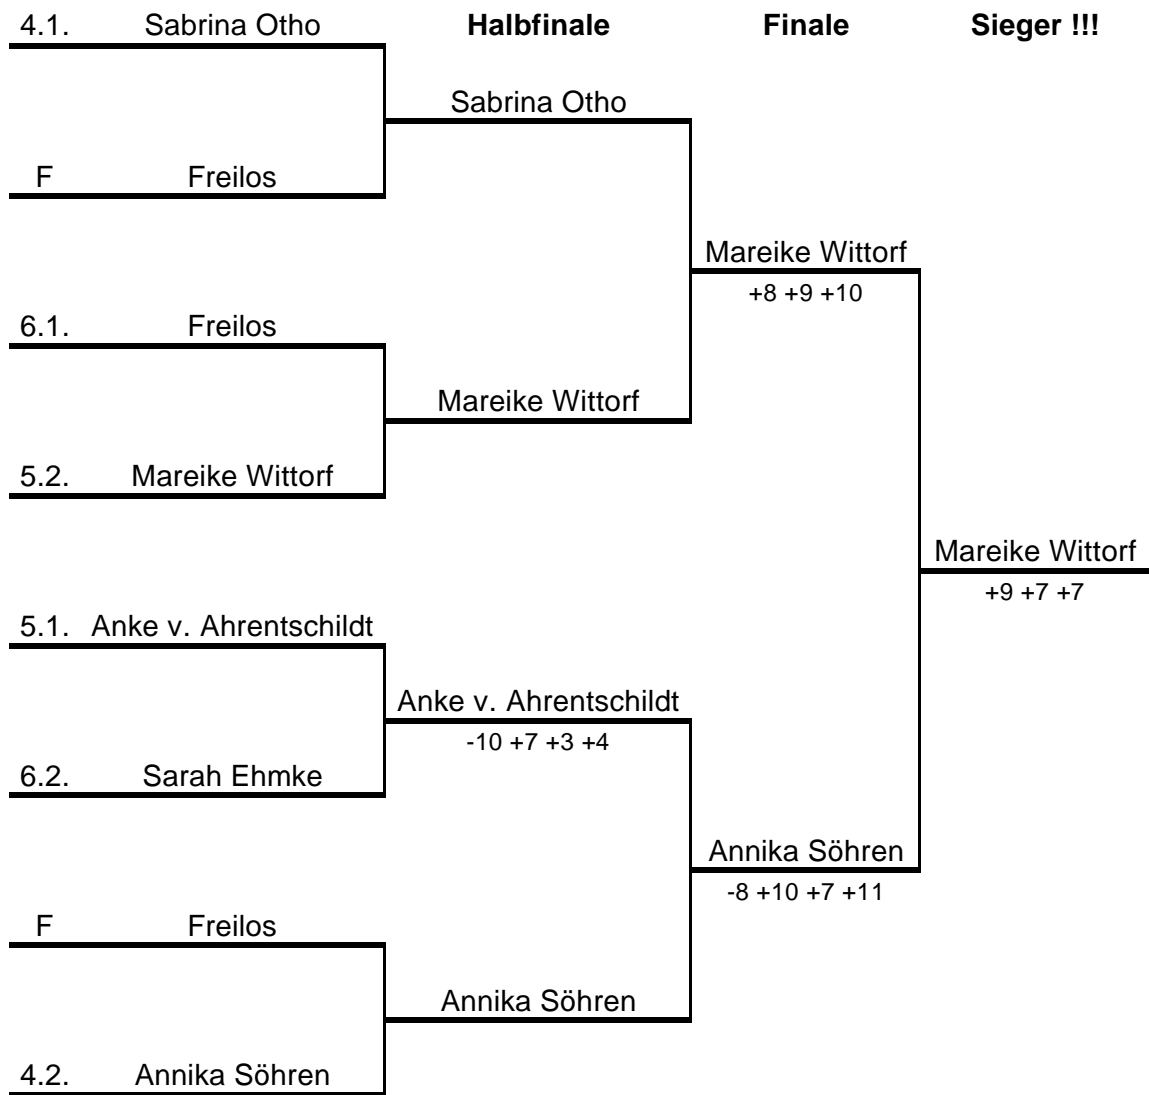 4.1. Sabrina Otho Halbfinale Finale Sieger !!!
Sabrina Otho
F Freilos
Mareike Wittorf
+8 +9 +10
6.1. Freilos
Mareike Wittorf
5.2. Mareike Wittorf
Mareike Wittorf
+9 +7 +7
5.1. Anke v. Ahrentschildt
Anke v. Ahrentschildt
-10 +7 +3 +4
6.2. Sarah Ehmke
Annika Söhren
-8 +10 +7 +11
F Freilos
Annika Söhren
4.2. Annika Söhren